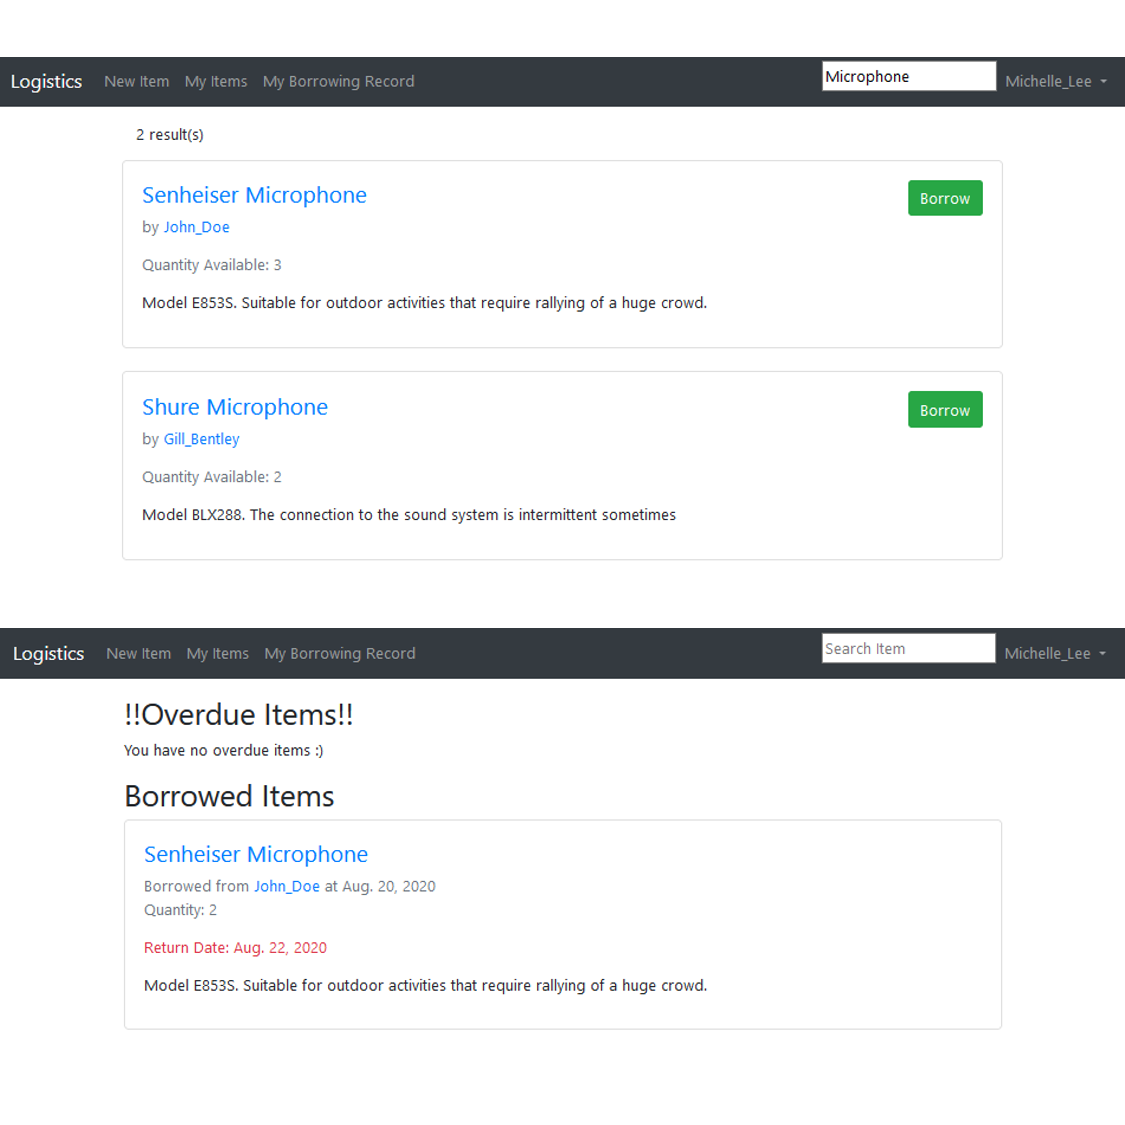 Logistics New Item My Items My Borrowing Record Microphone Michelle_Lee
2 result(s)
Senheiser Microphone Borrow
by John_Doe
Quantity Available: 3
Model E853S. Suitable for outdoor activities that require rallying of a huge crowd.
Shure Microphone Borrow
by Gill_Bentley
Quantity Available: 2
Model BLX288. The connection to the sound system is intermittent sometimes
Logistics New Item My Items My Borrowing Record Search Item Michelle_Lee
!!Overdue Items!!
You have no overdue items :)
Borrowed Items
Senheiser Microphone
Borrowed from John_Doe at Aug. 20, 2020
Quantity: 2
Return Date: Aug. 22, 2020
Model E853S. Suitable for outdoor activities that require rallying of a huge crowd.